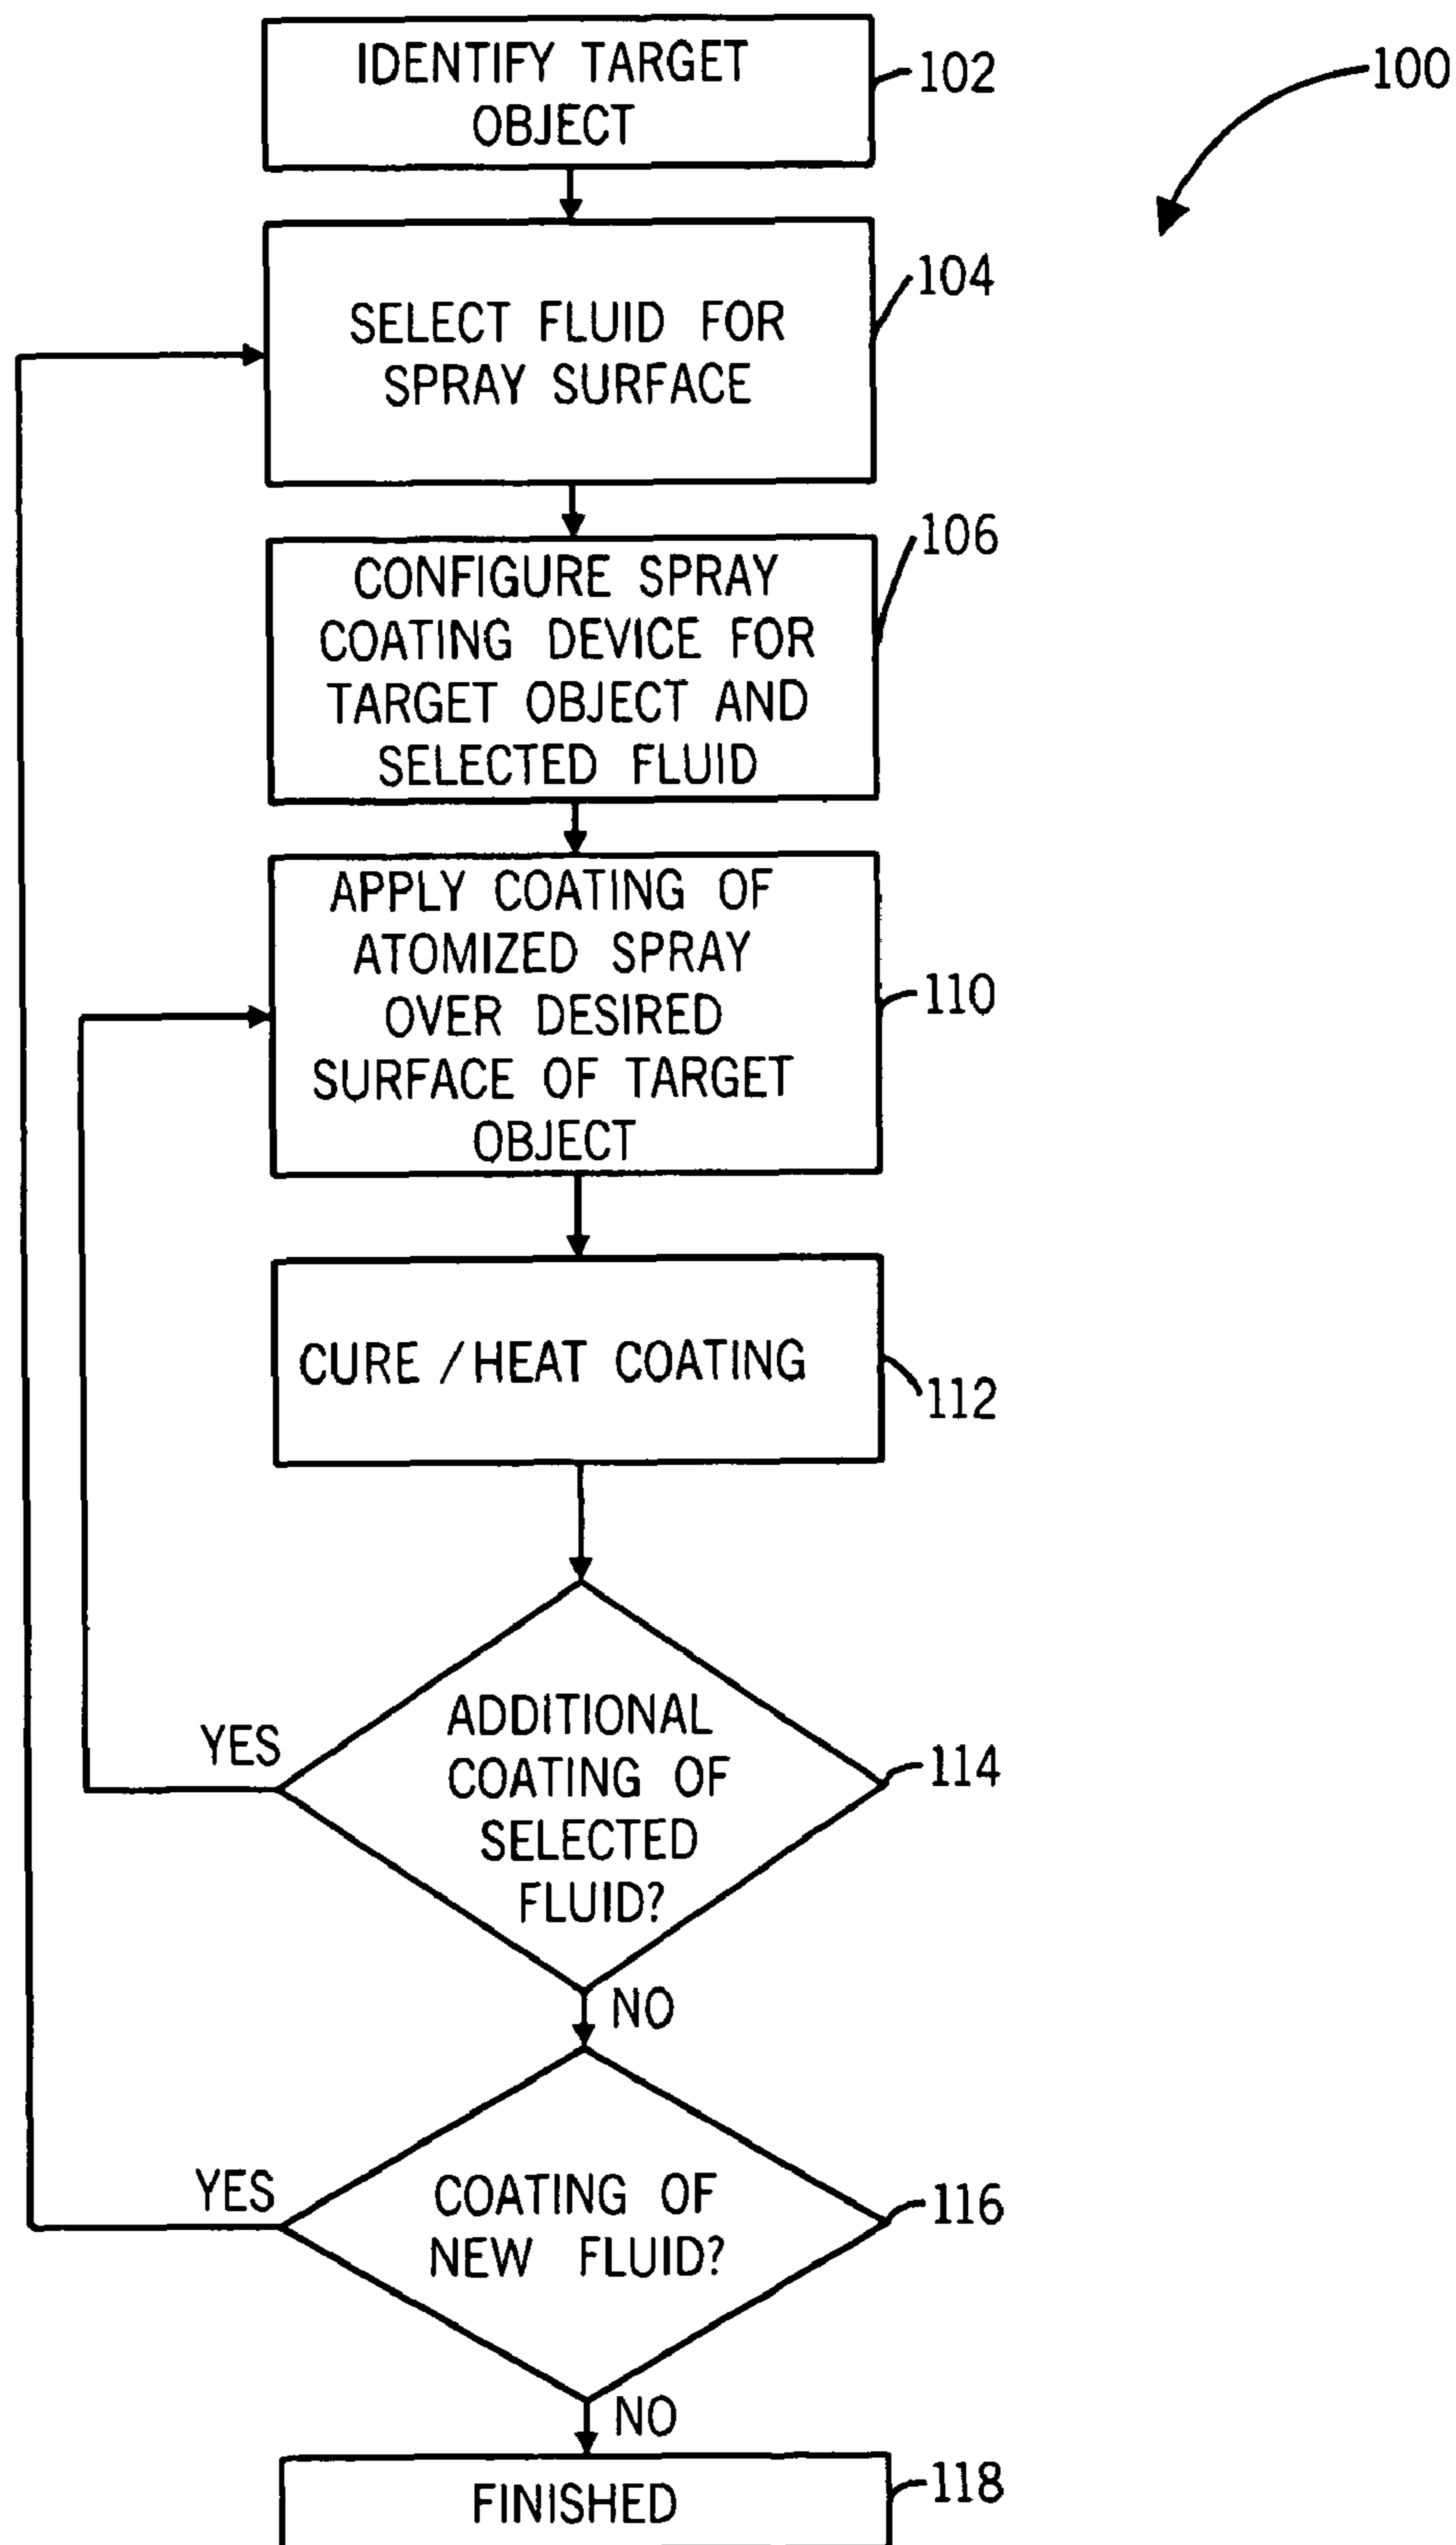 IDENTIFY TARGET
OBJECT
102
100
SELECT FLUID FOR
SPRAY SURFACE
104
CONFIGURE SPRAY
COATING DEVICE FOR
TARGET OBJECT AND
SELECTED FLUID
106
APPLY COATING OF
ATOMIZED SPRAY
OVER DESIRED
SURFACE OF TARGET
OBJECT
110
CURE / HEAT COATING
112
ADDITIONAL
COATING OF
SELECTED
FLUID?
114
YES
NO
COATING OF
NEW FLUID?
116
YES
NO
FINISHED
118